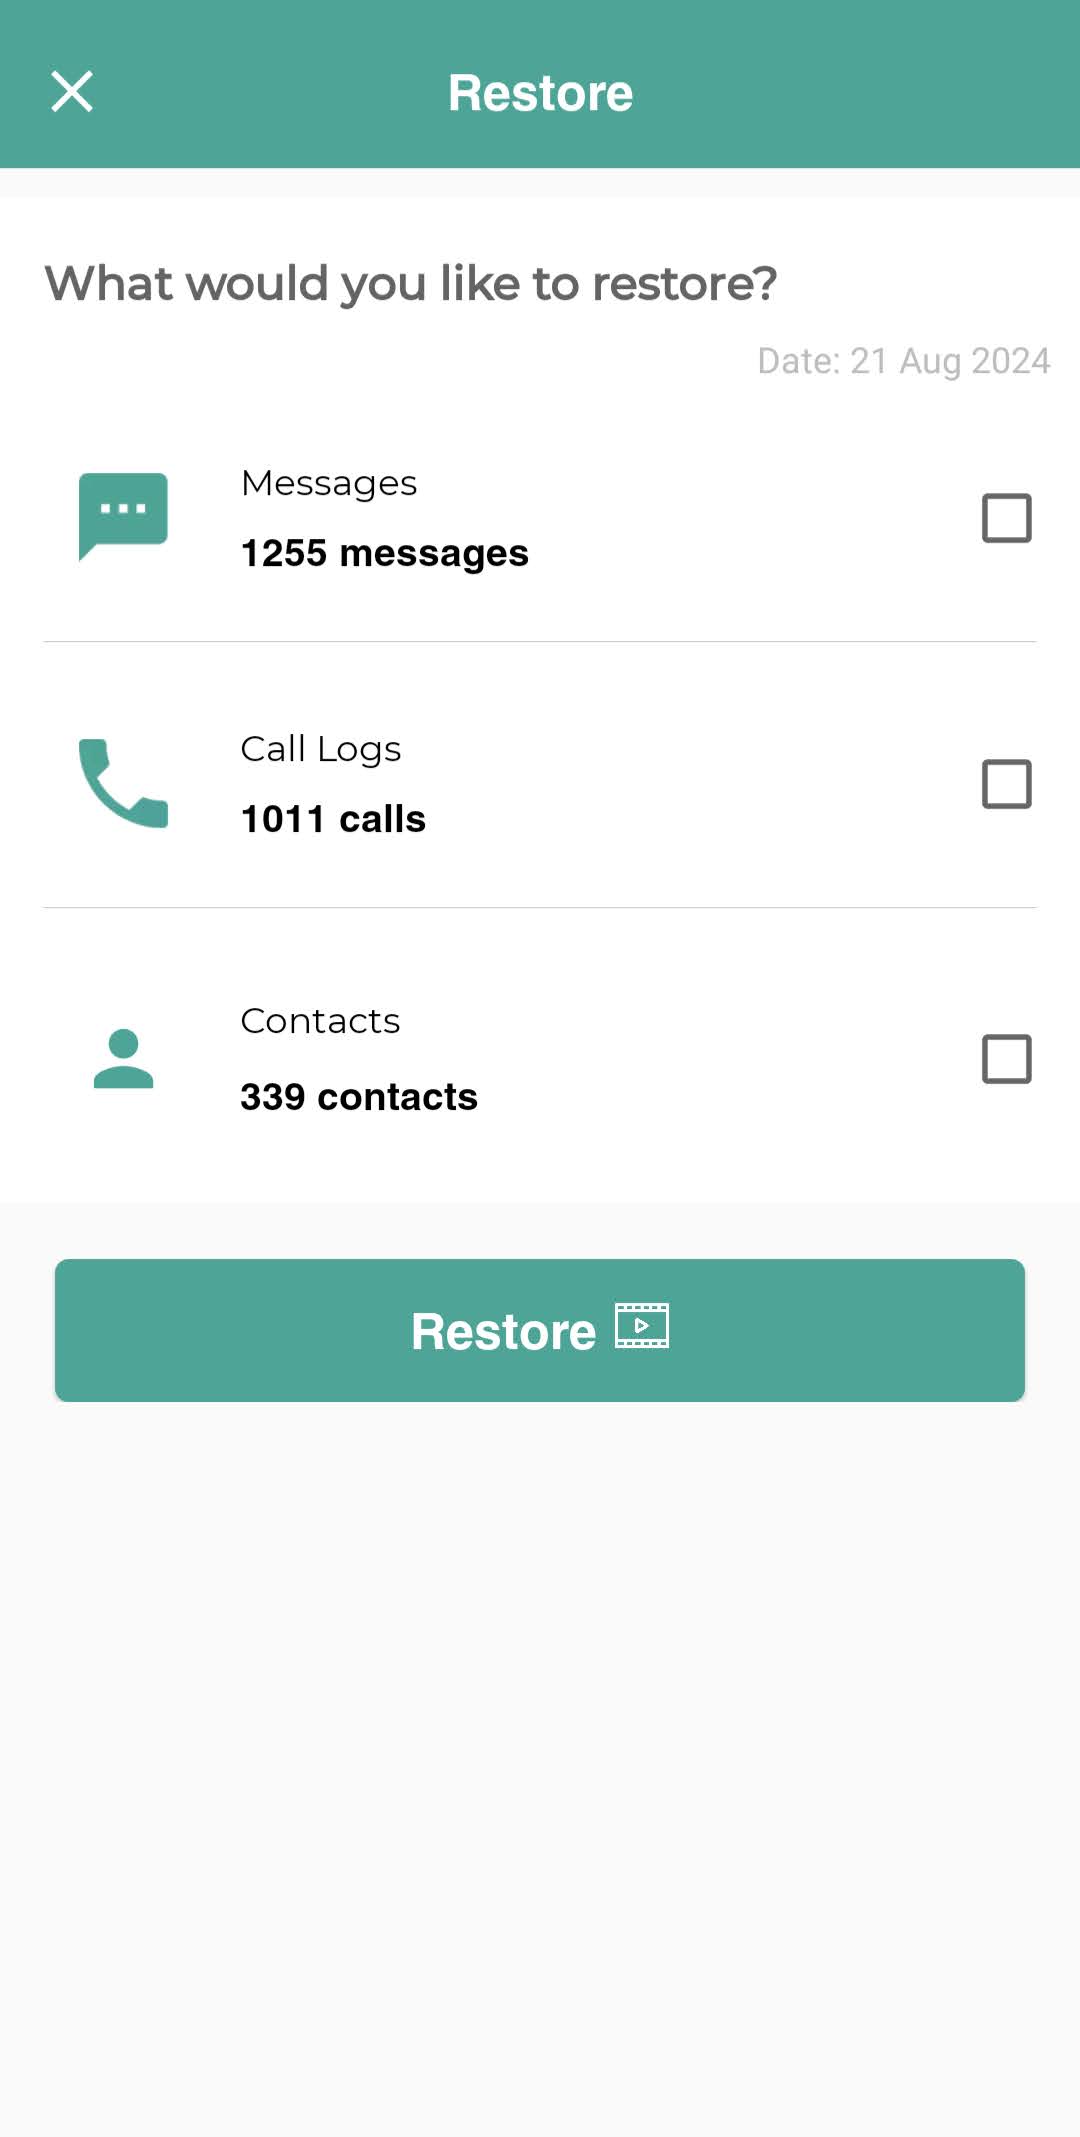 Restore
What would you like to restore?
Date: 21 Aug 2024
Messages
1255 messages
Call Logs
1011 calls
Contacts
339 contacts
Restore